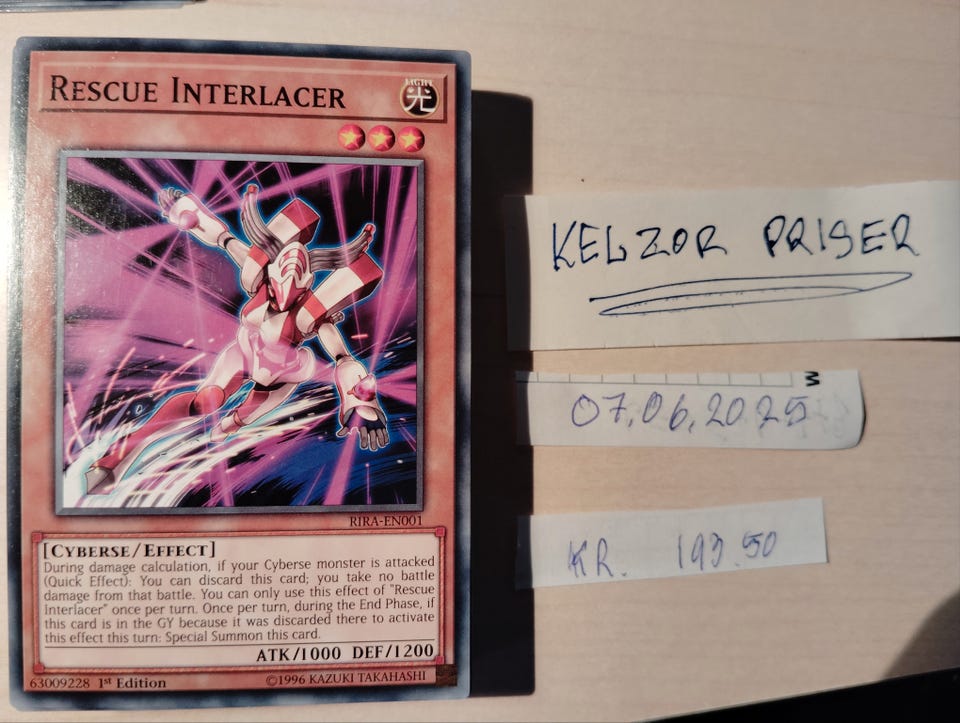 RESCUE INTERLACER
LIGHT
光
RIRA-EN001
[CYBERSE/EFFECT]
During damage calculation, if your Cyberse monster is attacked
(Quick Effect): You can discard this card; you take no battle
damage from that battle. You can only use this effect of "Rescue
Interlacer" once per turn. Once per turn, during the End Phase, if
this card is in the GY because it was discarded there to activate
this effect this turn: Special Summon this card.
ATK/1000 DEF/1200
63009228 1st Edition
©1996 KAZUKI TAKAHASHI
KELZOR PRISER
07.06.2025
KR. 193.50